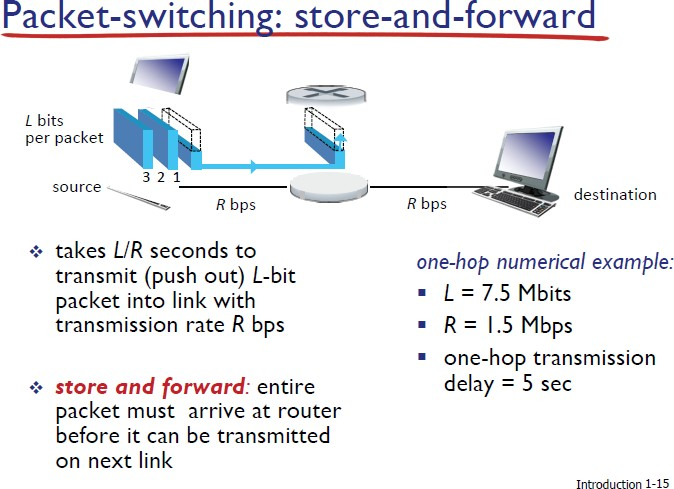 Packet-switching: store-and-forward
L bits
per packet
3 2 1
source
R bps
R bps
destination
❖ takes L/R seconds to
transmit (push out) L-bit
packet into link with
transmission rate R bps
❖ store and forward: entire
packet must arrive at router
before it can be transmitted
on next link
one-hop numerical example:
▪ L = 7.5 Mbits
▪ R = 1.5 Mbps
▪ one-hop transmission
delay = 5 sec
Introduction 1-15